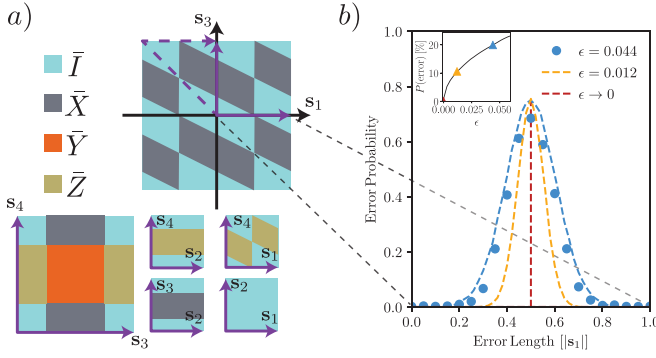 a)
Ī
X̄
Ȳ
Z̄
s₃
s₁
s₄
s₃
s₄
s₂
s₄
s₁
s₃
s₂
s₂
s₁
b)
Error Probability
1.0
0.8
0.6
0.4
0.2
0.0
0.0 0.2 0.4 0.6 0.8 1.0
Error Length [|s₁|]
P(error) [%]
20
10
0
0.000 0.025 0.050
ϵ
ϵ = 0.044
ϵ = 0.012
ϵ → 0